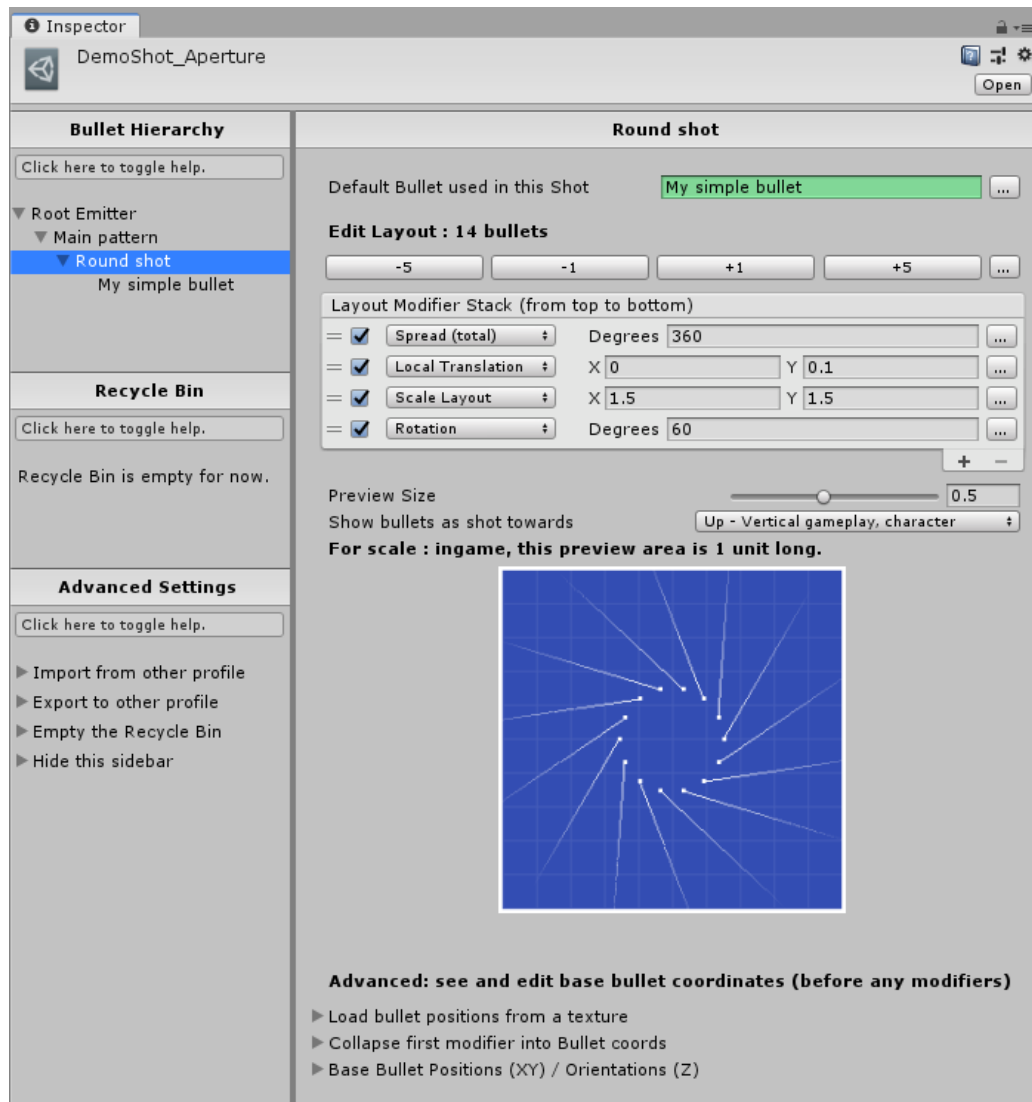 Inspector
DemoShot_Aperture
Open
Bullet Hierarchy
Click here to toggle help.
Root Emitter
Main pattern
Round shot
My simple bullet
Recycle Bin
Click here to toggle help.
Recycle Bin is empty for now.
Advanced Settings
Click here to toggle help.
Import from other profile
Export to other profile
Empty the Recycle Bin
Hide this sidebar
Round shot
Default Bullet used in this Shot My simple bullet ...
Edit Layout : 14 bullets
-5 -1 +1 +5 ...
Layout Modifier Stack (from top to bottom)
Spread (total) Degrees 360 ...
Local Translation X 0 Y 0.1 ...
Scale Layout X 1.5 Y 1.5 ...
Rotation Degrees 60 ...
+ −
Preview Size 0.5
Show bullets as shot towards Up - Vertical gameplay, character
For scale : ingame, this preview area is 1 unit long.
Advanced: see and edit base bullet coordinates (before any modifiers)
Load bullet positions from a texture
Collapse first modifier into Bullet coords
Base Bullet Positions (XY) / Orientations (Z)